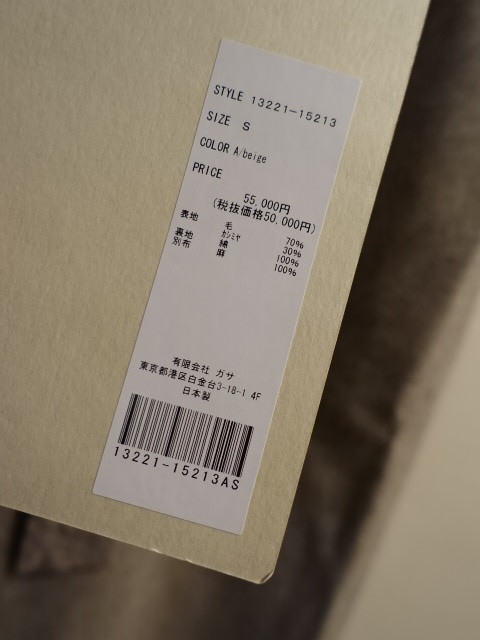 STYLE 13221-15213
SIZE S
COLOR A/beige
PRICE
55,000円
(税抜価格50,000円)
表地 毛 70%
カシミヤ 30%
裏地 綿 100%
別布 麻 100%
有限会社 ガサ
東京都港区白金台3-18-1 4F
日本製
13221-15213AS